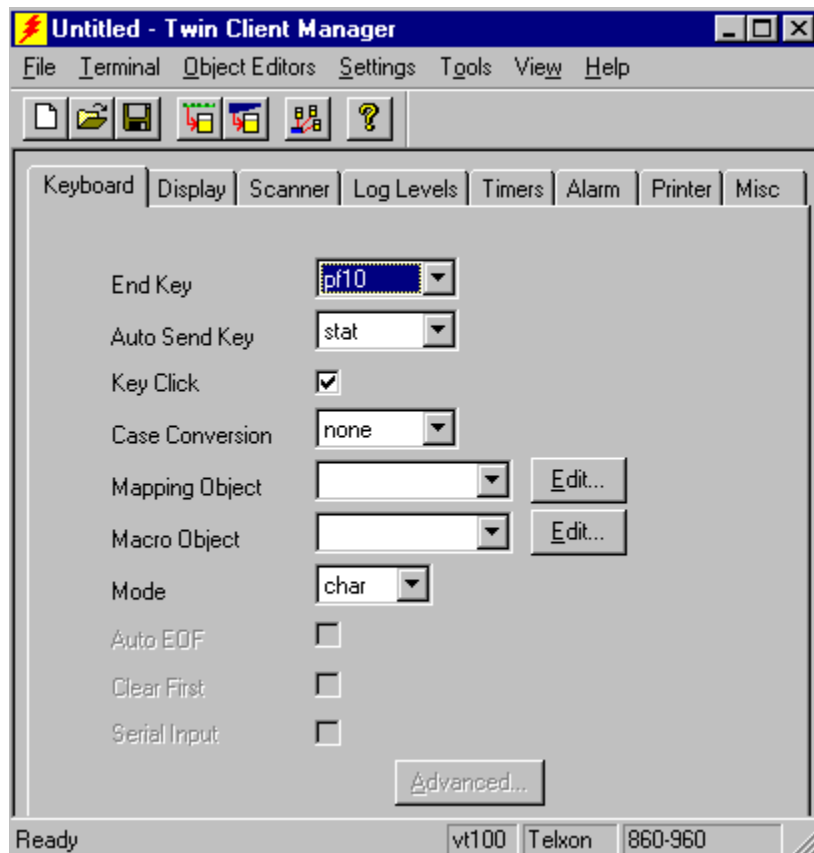 Untitled - Twin Client Manager
File Terminal Object Editors Settings Tools View Help
Keyboard Display Scanner Log Levels Timers Alarm Printer Misc
End Key pf10
Auto Send Key stat
Key Click
Case Conversion none
Mapping Object Edit...
Macro Object Edit...
Mode char
Auto EOF
Clear First
Serial Input
Advanced...
Ready vt100 Telxon 860-960